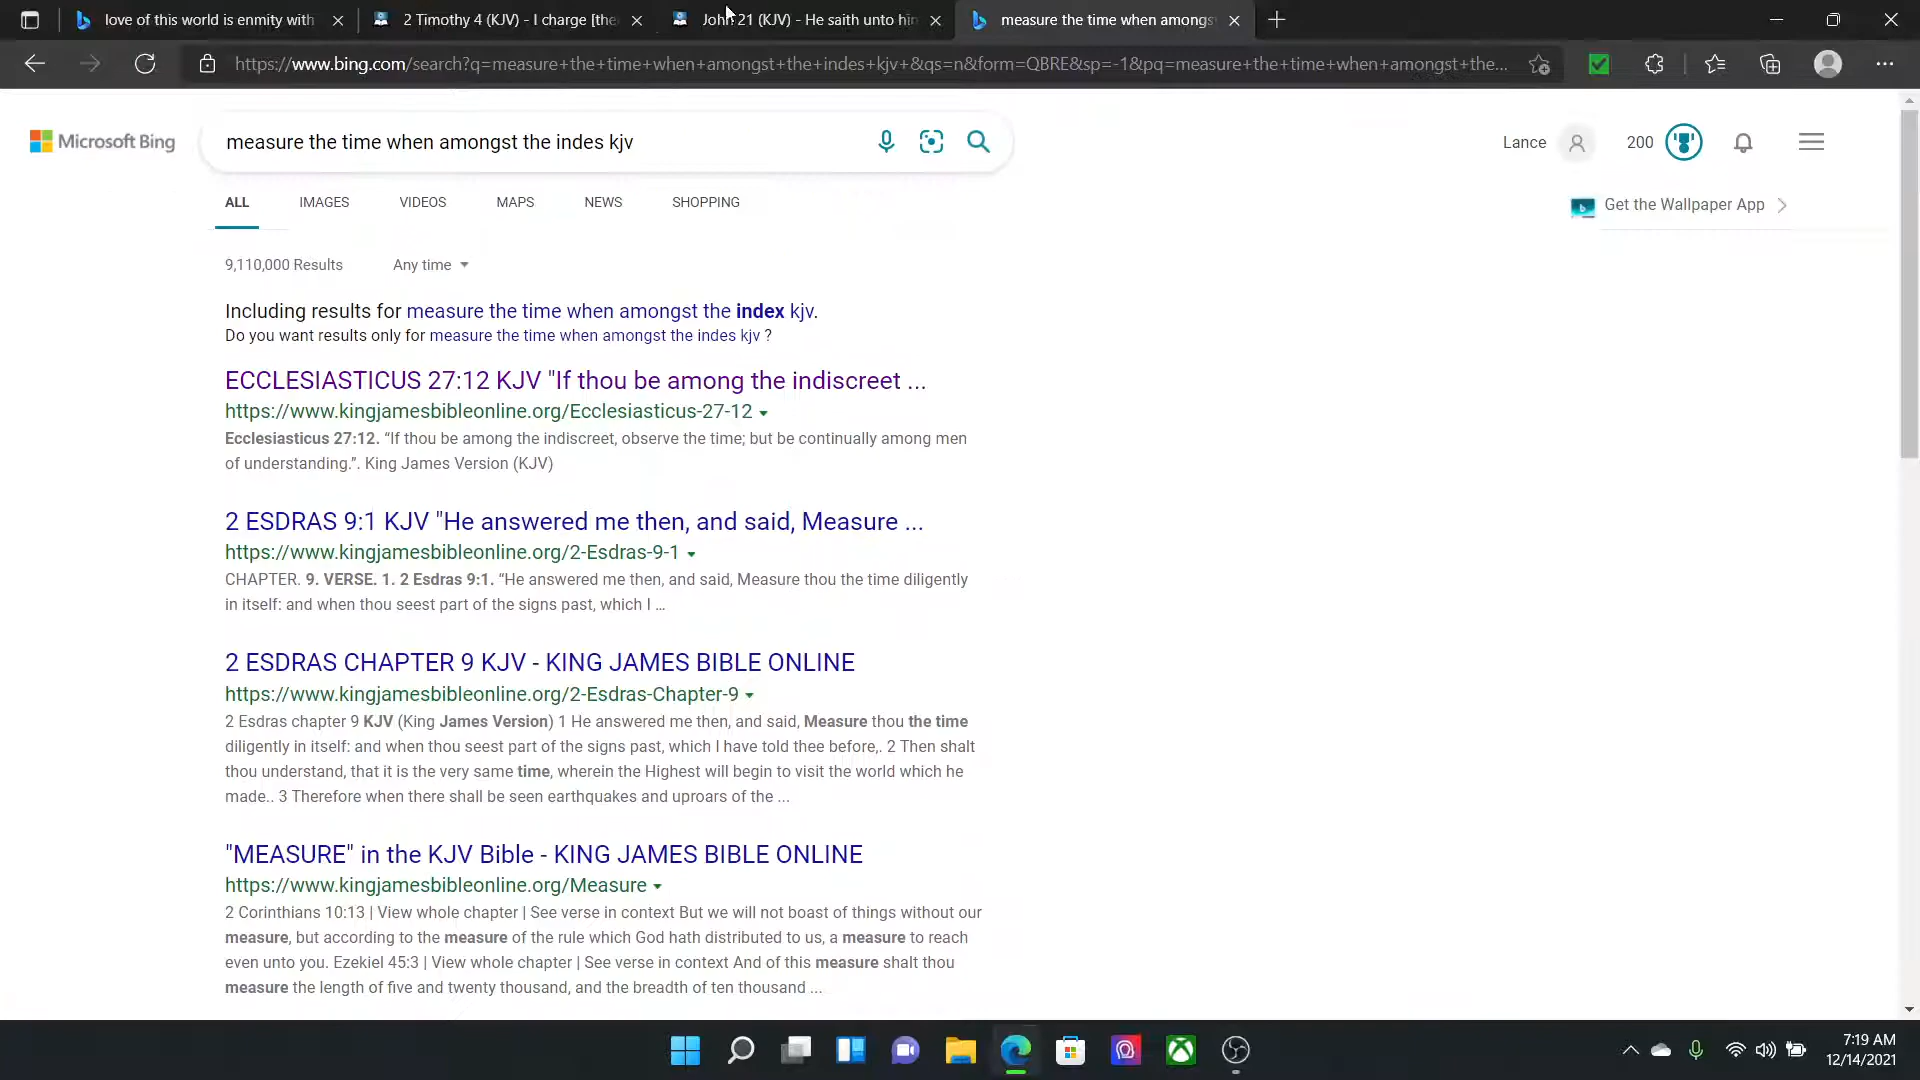 love of this world is enmity with
2 Timothy 4 (KJV) - I charge [the
John 21 (KJV) - He saith unto him
measure the time when amongs
https://www.bing.com/search?q=measure+the+time+when+amongst+the+indes+kjv+&qs=n&form=QBRE&sp=-1&pq=measure+the+time+when+amongst+the...
Microsoft Bing
measure the time when amongst the indes kjv
Lance
200
ALL
IMAGES
VIDEOS
MAPS
NEWS
SHOPPING
Get the Wallpaper App
9,110,000 Results
Any time
Including results for measure the time when amongst the index kjv.
Do you want results only for measure the time when amongst the indes kjv ?
ECCLESIASTICUS 27:12 KJV "If thou be among the indiscreet ...
https://www.kingjamesbibleonline.org/Ecclesiasticus-27-12
Ecclesiasticus 27:12. “If thou be among the indiscreet, observe the time; but be continually among men
of understanding.”. King James Version (KJV)
2 ESDRAS 9:1 KJV "He answered me then, and said, Measure ...
https://www.kingjamesbibleonline.org/2-Esdras-9-1
CHAPTER. 9. VERSE. 1. 2 Esdras 9:1. “He answered me then, and said, Measure thou the time diligently
in itself: and when thou seest part of the signs past, which I ...
2 ESDRAS CHAPTER 9 KJV - KING JAMES BIBLE ONLINE
https://www.kingjamesbibleonline.org/2-Esdras-Chapter-9
2 Esdras chapter 9 KJV (King James Version) 1 He answered me then, and said, Measure thou the time
diligently in itself: and when thou seest part of the signs past, which I have told thee before,. 2 Then shalt
thou understand, that it is the very same time, wherein the Highest will begin to visit the world which he
made.. 3 Therefore when there shall be seen earthquakes and uproars of the ...
"MEASURE" in the KJV Bible - KING JAMES BIBLE ONLINE
https://www.kingjamesbibleonline.org/Measure
2 Corinthians 10:13 | View whole chapter | See verse in context But we will not boast of things without our
measure, but according to the measure of the rule which God hath distributed to us, a measure to reach
even unto you. Ezekiel 45:3 | View whole chapter | See verse in context And of this measure shalt thou
measure the length of five and twenty thousand, and the breadth of ten thousand ...
7:19 AM
12/14/2021